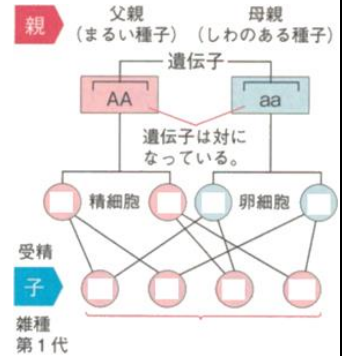 親
父親
(まるい種子)
母親
(しわのある種子)
遺伝子
AA
aa
遺伝子は対に
なっている。
精細胞
卵細胞
受精
子
雑種
第1代